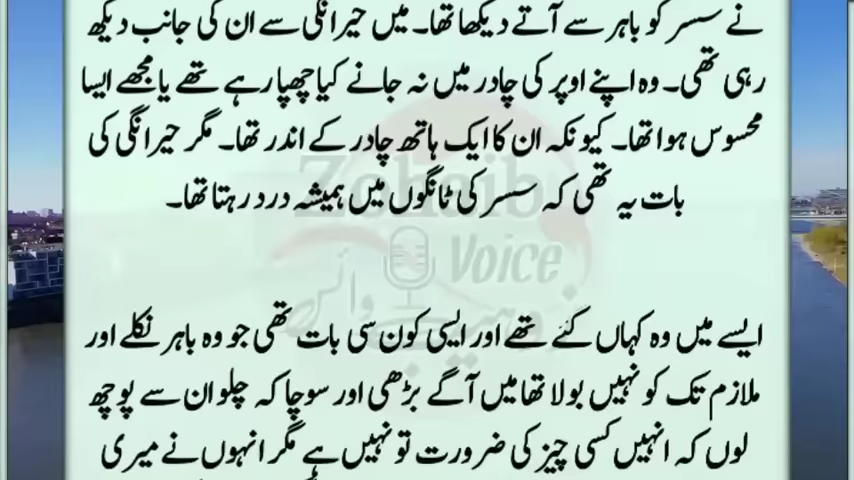 نے سسر کو باہر سے آتے دیکھا تھا۔ میں حیرانگی سے ان کی جانب دیکھ
رہی تھی۔ وہ اپنے اوپر کی چادر میں نہ جانے کیا چھپا رہے تھے یا مجھے ایسا
محسوس ہوا تھا۔ کیونکہ ان کا ایک ہاتھ چادر کے اندر تھا۔ مگر حیرانگی کی
بات یہ تھی کہ سسر کی ٹانگوں میں ہمیشہ درد رہتا تھا۔
Zohaib
Voice
زوہیب وائس
ایسے میں وہ کہاں گئے تھے اور ایسی کون سی بات تھی جو وہ باہر نکلے اور
ملازم تک کو نہیں بولا تھا میں آگے بڑھی اور سوچا کہ چلو ان سے پوچھ
لوں کہ انہیں کسی چیز کی ضرورت تو نہیں ہے مگر انہوں نے میری